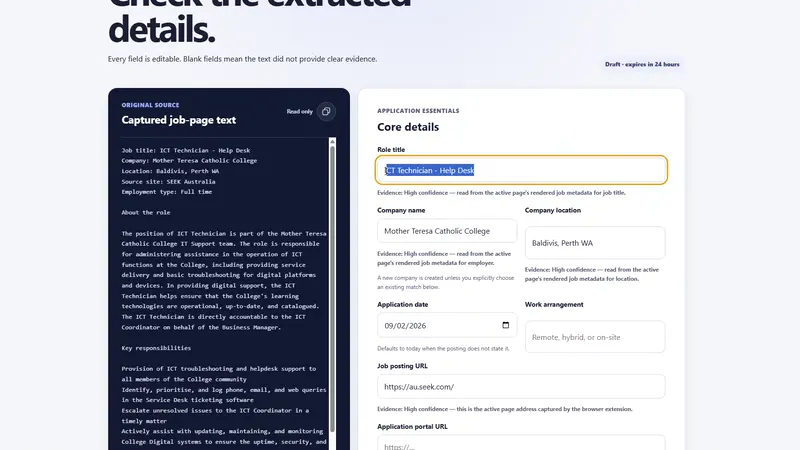 Check the extracted
details.
Every field is editable. Blank fields mean the text did not provide clear evidence.
Draft · expires in 24 hours
ORIGINAL SOURCE
Captured job-page text
Read only
Job title: ICT Technician - Help Desk
Company: Mother Teresa Catholic College
Location: Baldivis, Perth WA
Source site: SEEK Australia
Employment type: Full time
About the role
The position of ICT Technician is part of the Mother Teresa
Catholic College IT Support team. The role is responsible
for administering assistance in the operation of ICT
functions at the College, including providing service
delivery and basic troubleshooting for digital platforms
and devices. In providing digital support, the ICT
Technician helps ensure that the College's learning
technologies are operational, up-to-date, and catalogued.
The ICT Technician is directly accountable to the ICT
Coordinator on behalf of the Business Manager.
Key responsibilities
Provision of ICT troubleshooting and helpdesk support to
all members of the College community
Identify, prioritise, and log phone, email, and web queries
in the Service Desk ticketing software
Escalate unresolved issues to the ICT Coordinator in a
timely matter
Actively assist with updating, maintaining, and monitoring
College Digital systems to ensure the uptime, security, and
APPLICATION ESSENTIALS
Core details
Role title
ICT Technician - Help Desk
Evidence: High confidence — read from the active page's rendered job metadata for job title.
Company name
Mother Teresa Catholic College
Evidence: High confidence — read from the active
page's rendered job metadata for employer.
A new company is created unless you explicitly choose
an existing match below.
Company location
Baldivis, Perth WA
Evidence: High confidence — read from the active
page's rendered job metadata for location.
Application date
09/02/2026
Defaults to today when the posting does not state it.
Work arrangement
Remote, hybrid, or on-site
Job posting URL
https://au.seek.com/
Evidence: High confidence — this is the active page address captured by the browser extension.
Application portal URL
https://...